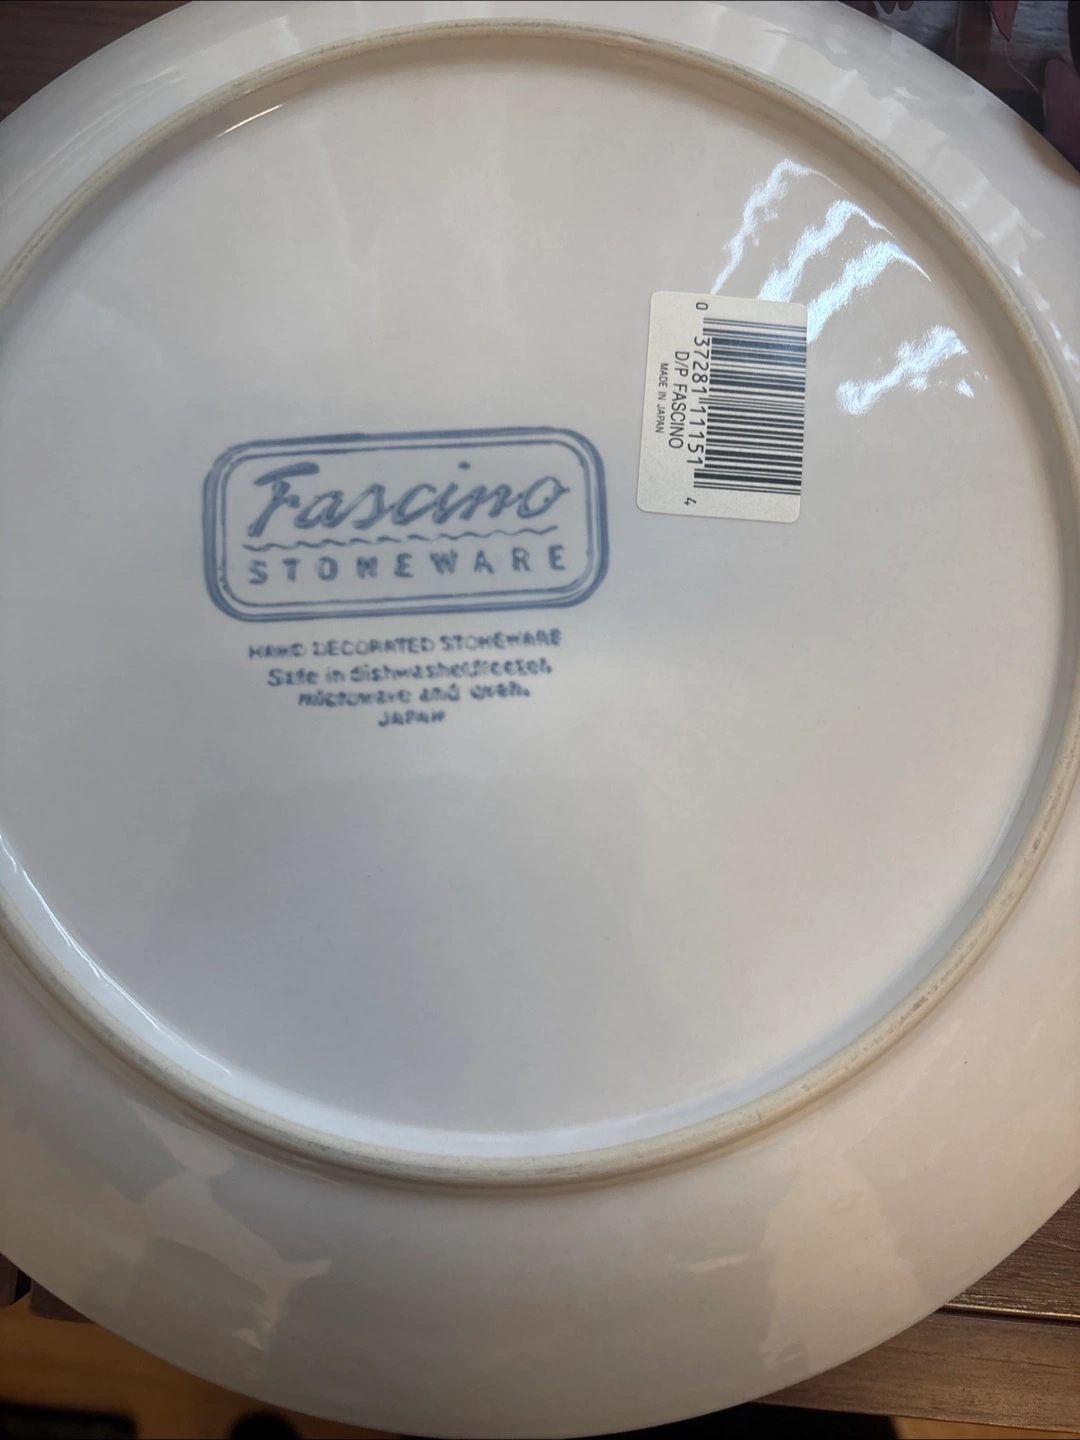 Fascino
STONEWARE
HAND DECORATED STONEWARE
Safe in dishwasher, freezer,
microwave and oven.
JAPAN
0 37281 11151 4
D/P FASCINO
MADE IN JAPAN